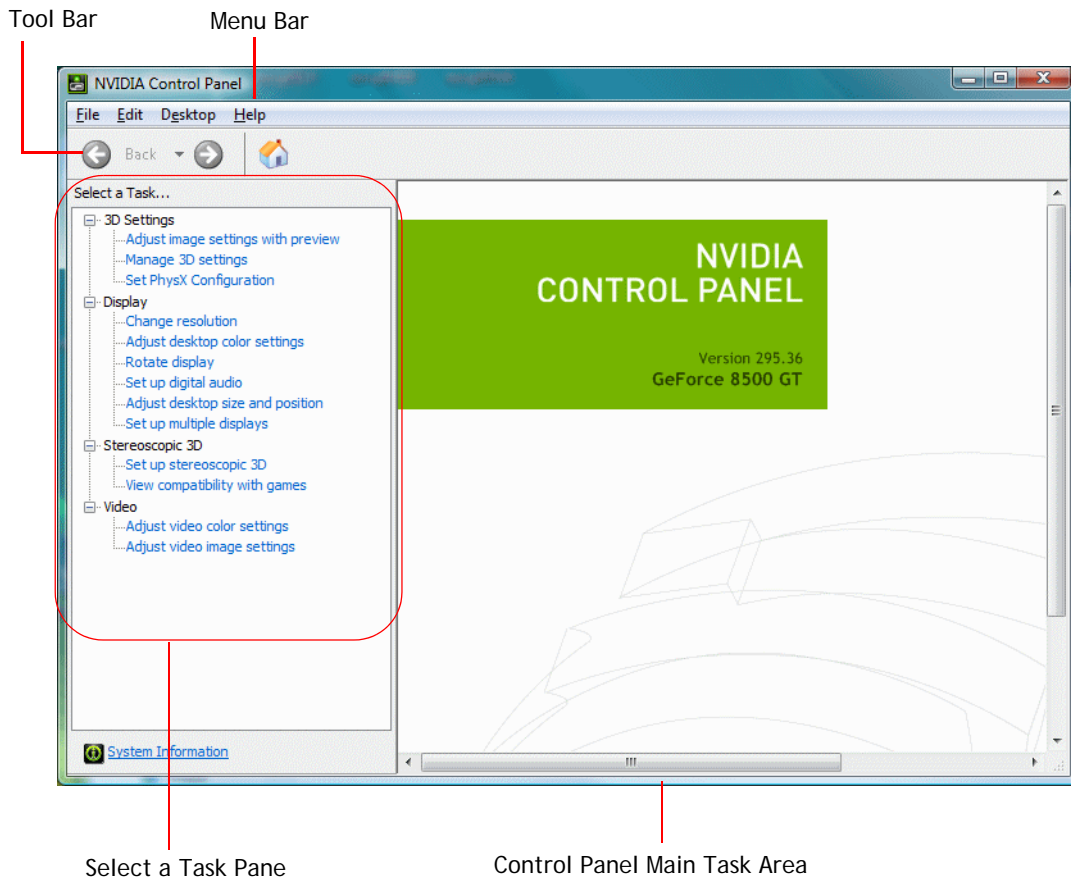 Tool Bar
Menu Bar
NVIDIA Control Panel
File Edit Desktop Help
Back
Select a Task...
3D Settings
Adjust image settings with preview
Manage 3D settings
Set PhysX Configuration
Display
Change resolution
Adjust desktop color settings
Rotate display
Set up digital audio
Adjust desktop size and position
Set up multiple displays
Stereoscopic 3D
Set up stereoscopic 3D
View compatibility with games
Video
Adjust video color settings
Adjust video image settings
System Information
NVIDIA
CONTROL PANEL
Version 295.36
GeForce 8500 GT
Select a Task Pane
Control Panel Main Task Area